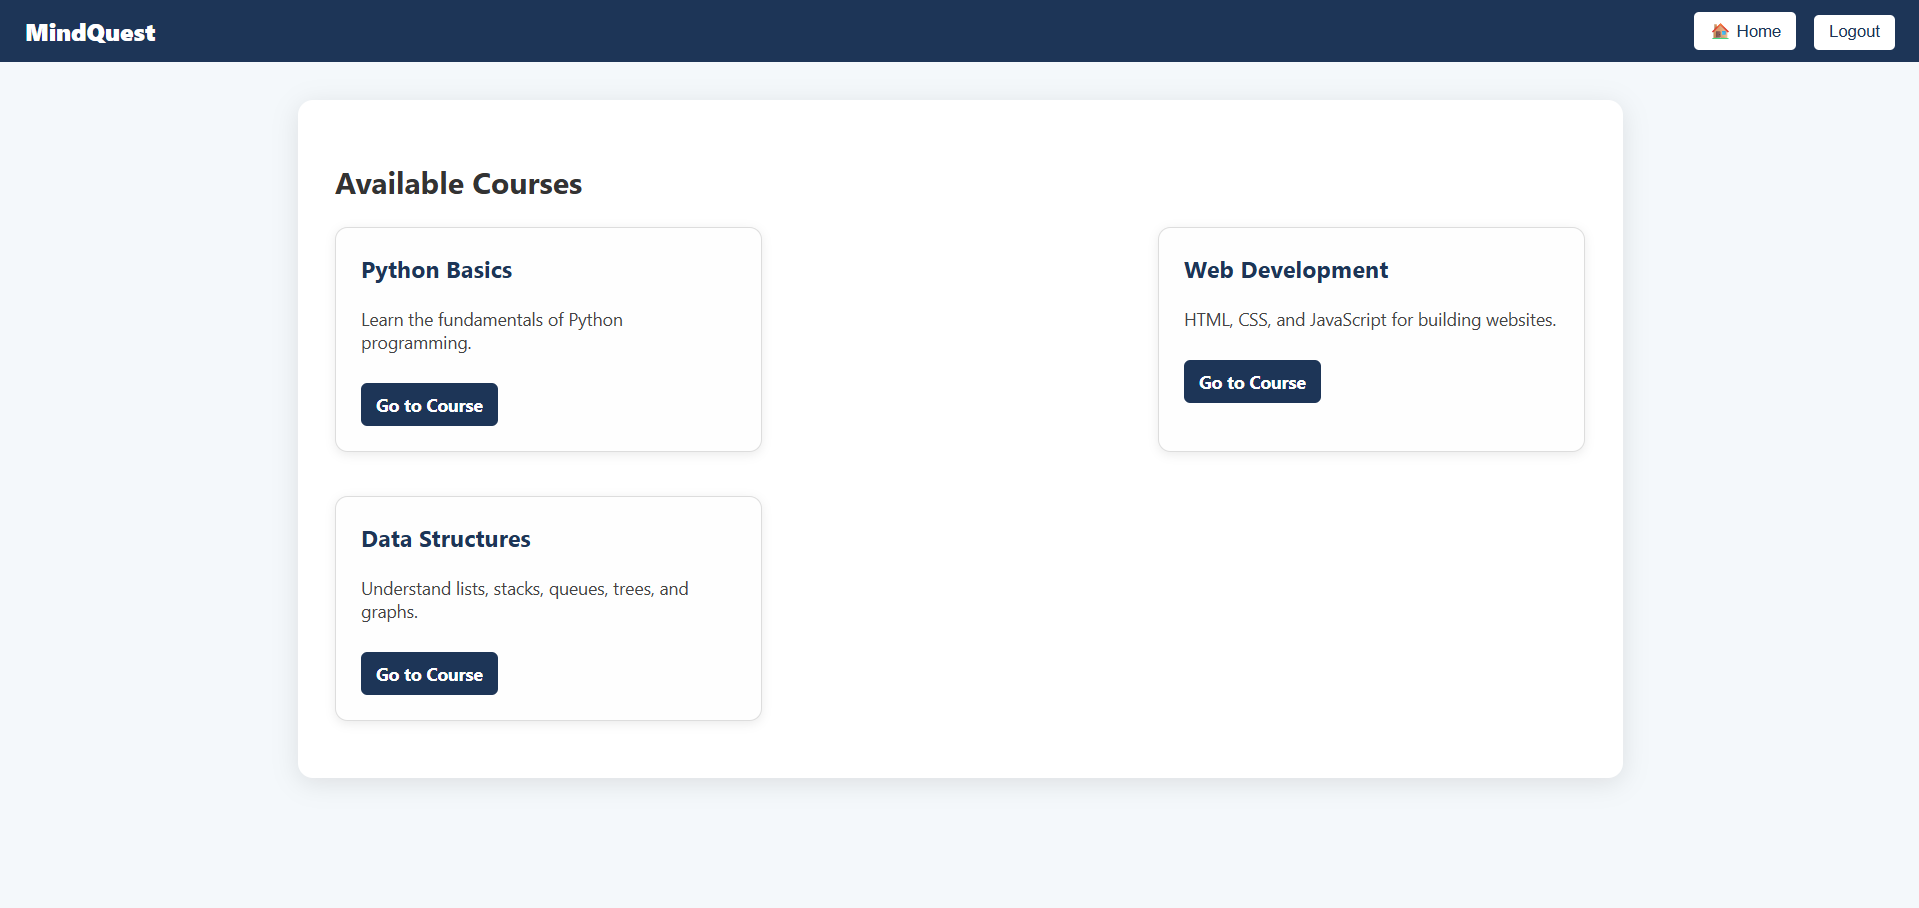 MindQuest
🏠 Home
Logout
Available Courses
Python Basics
Learn the fundamentals of Python
programming.
Go to Course
Web Development
HTML, CSS, and JavaScript for building websites.
Go to Course
Data Structures
Understand lists, stacks, queues, trees, and
graphs.
Go to Course